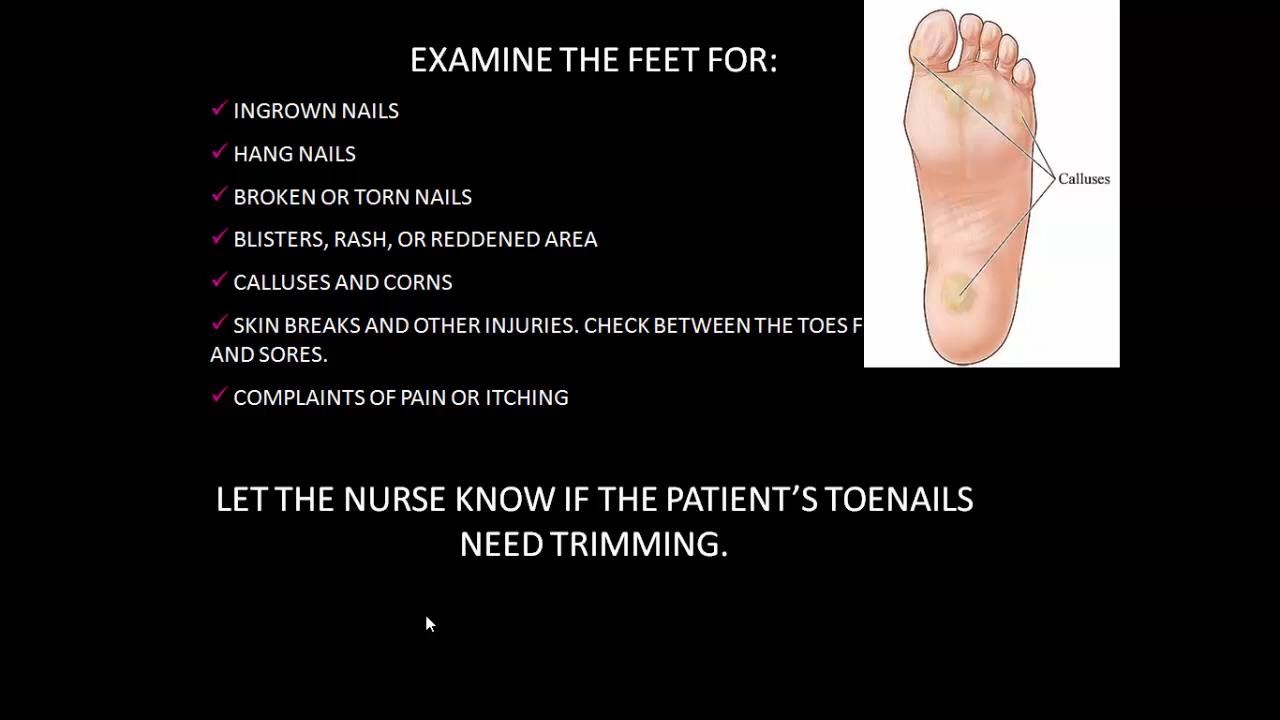 EXAMINE THE FEET FOR:
INGROWN NAILS
HANG NAILS
BROKEN OR TORN NAILS
BLISTERS, RASH, OR REDDENED AREA
CALLUSES AND CORNS
SKIN BREAKS AND OTHER INJURIES. CHECK BETWEEN THE TOES
AND SORES.
COMPLAINTS OF PAIN OR ITCHING
LET THE NURSE KNOW IF THE PATIENT’S TOENAILS
NEED TRIMMING.
Calluses